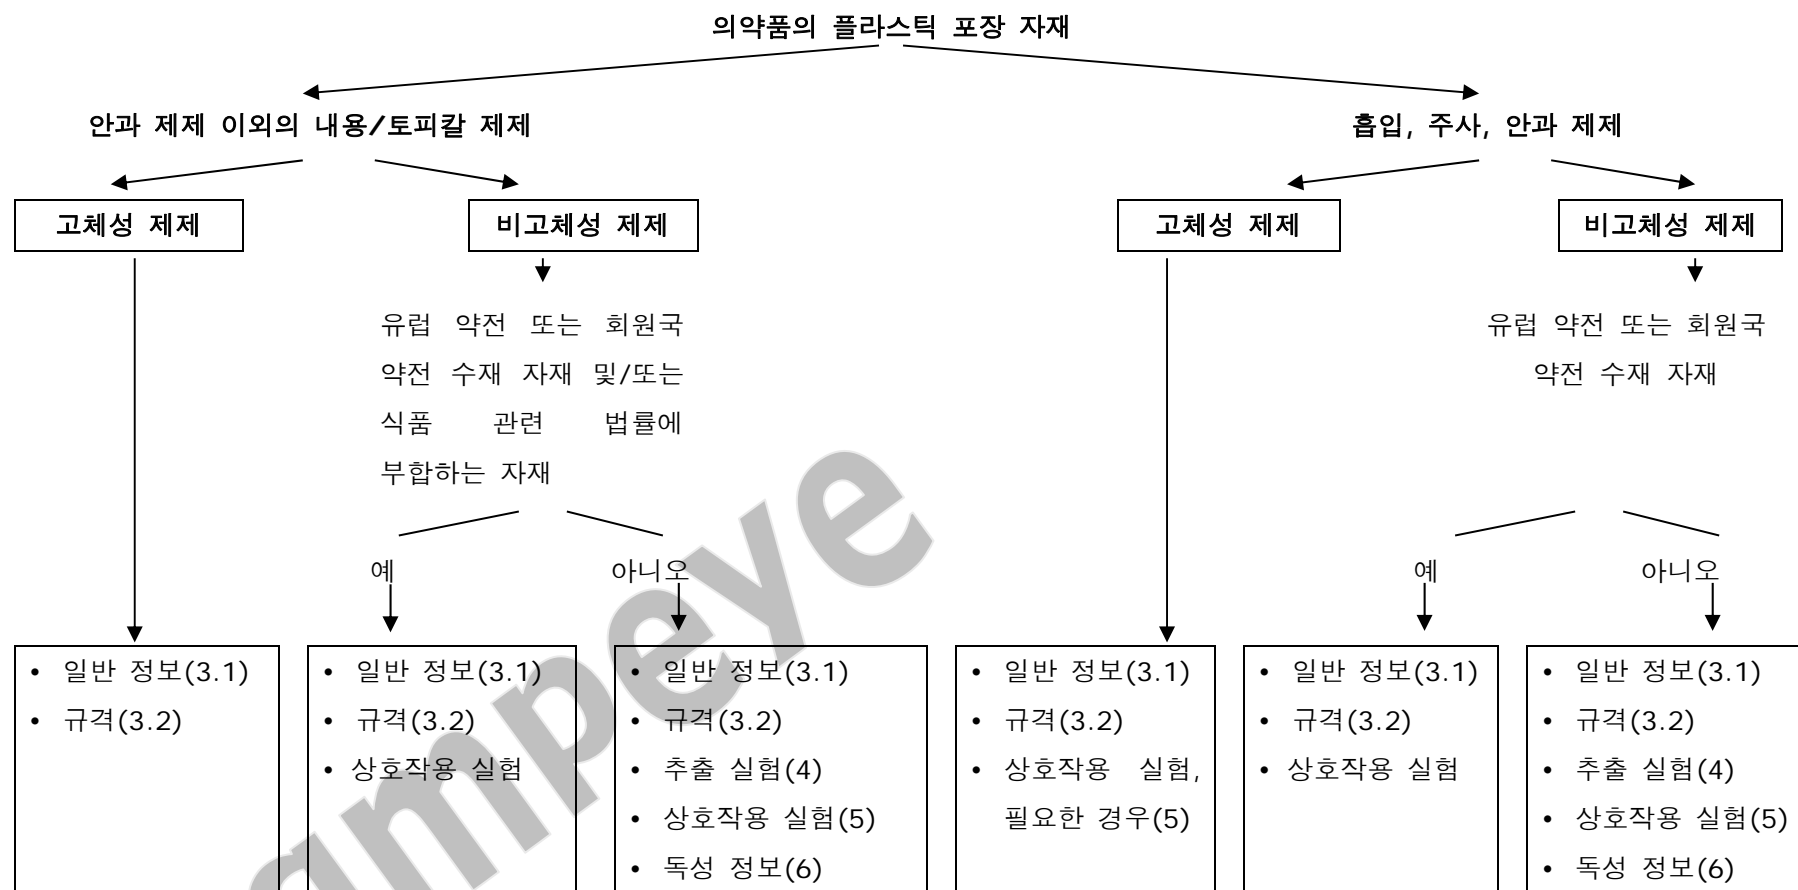 의약품의 플라스틱 포장 자재
안과 제제 이외의 내용/토피칼 제제
흡입, 주사, 안과 제제
고체성 제제
비고체성 제제
고체성 제제
비고체성 제제
유럽 약전 또는 회원국
약전 수재 자재 및/또는
식품 관련 법률에
부합하는 자재
유럽 약전 또는 회원국
약전 수재 자재
예
아니오
예
아니오
• 일반 정보(3.1)
• 규격(3.2)
• 일반 정보(3.1)
• 규격(3.2)
• 상호작용 실험
• 일반 정보(3.1)
• 규격(3.2)
• 추출 실험(4)
• 상호작용 실험(5)
• 독성 정보(6)
• 일반 정보(3.1)
• 규격(3.2)
• 상호작용 실험,
필요한 경우(5)
• 일반 정보(3.1)
• 규격(3.2)
• 상호작용 실험
• 일반 정보(3.1)
• 규격(3.2)
• 추출 실험(4)
• 상호작용 실험(5)
• 독성 정보(6)
mpeye